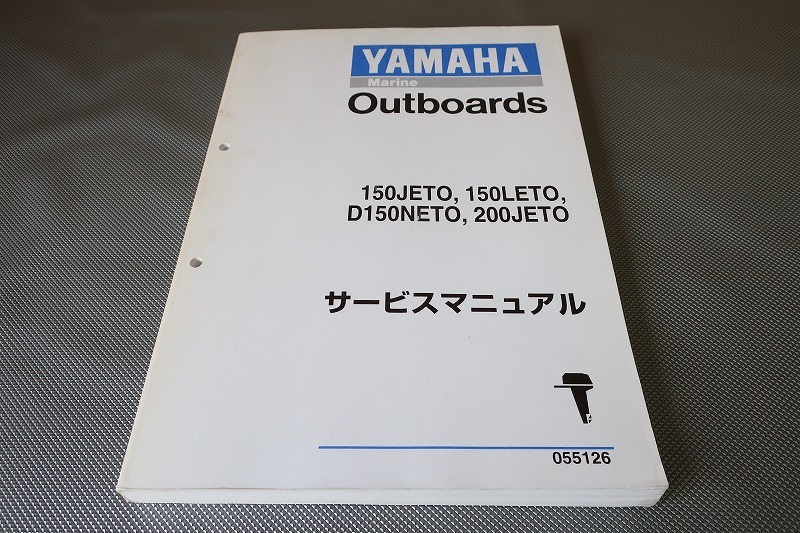 YAMAHA
Marine
Outboards
150JETO, 150LETO,
D150NETO, 200JETO
サービスマニュアル
055126